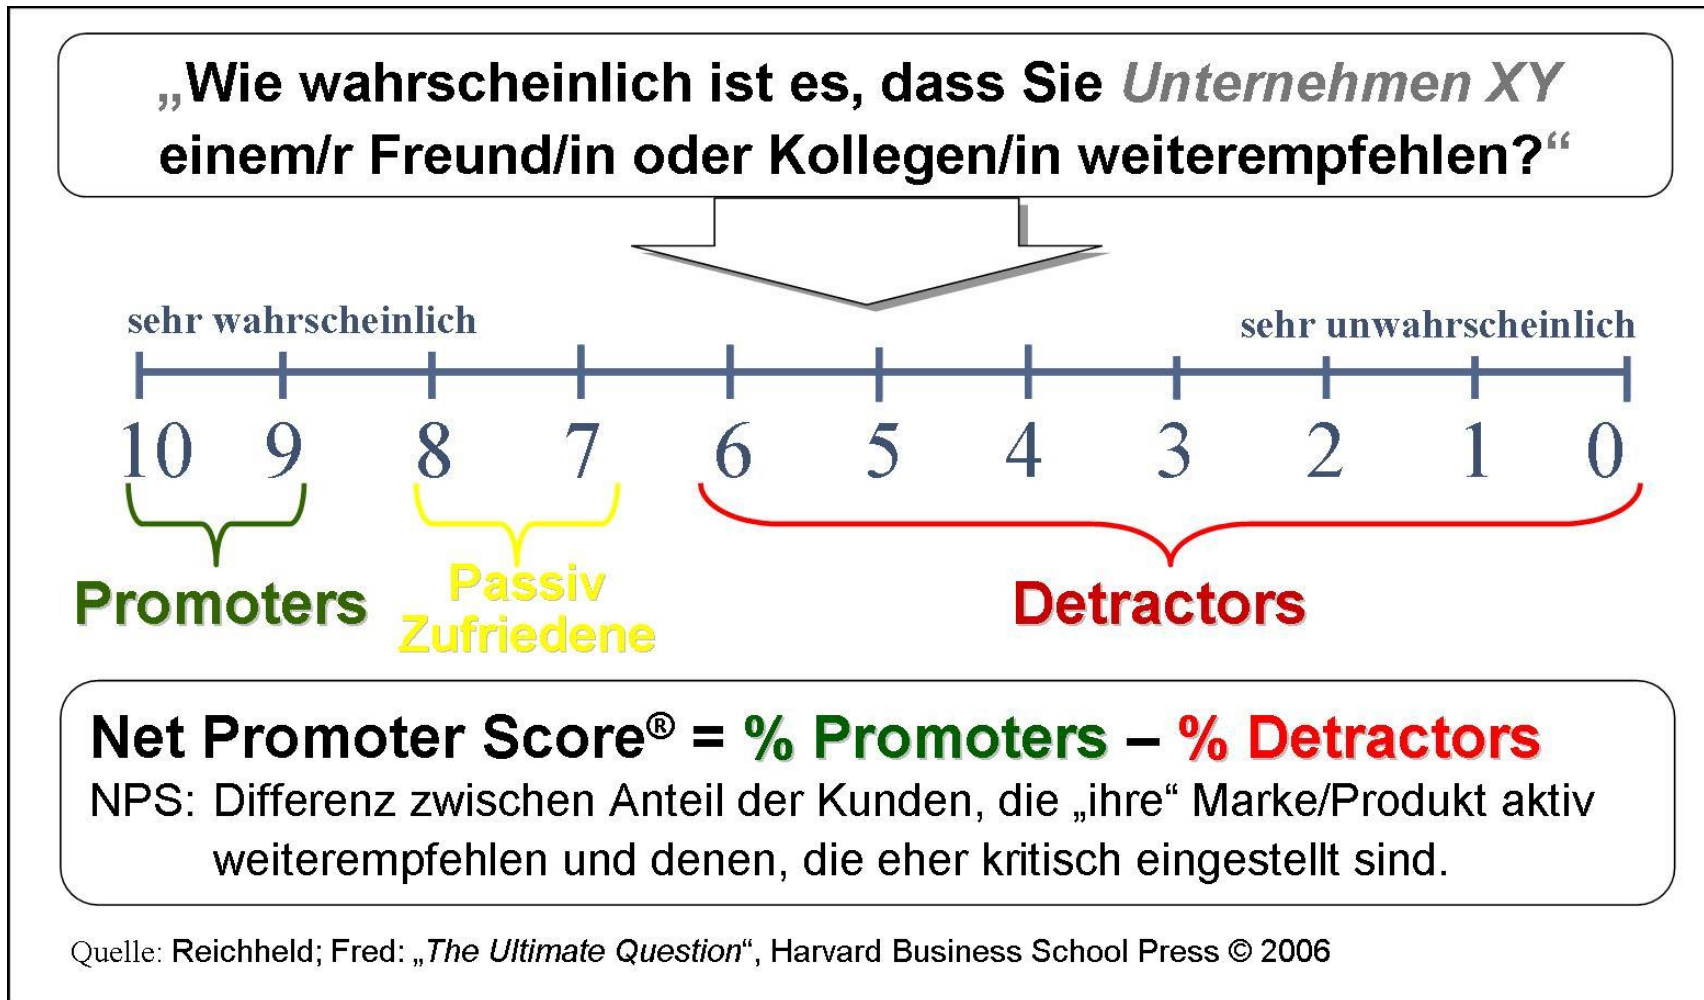 „Wie wahrscheinlich ist es, dass Sie Unternehmen XY
einem/r Freund/in oder Kollegen/in weiterempfehlen?“
sehr wahrscheinlich
sehr unwahrscheinlich
10 9 8 7 6 5 4 3 2 1 0
Promoters
Passiv
Zufriedene
Detractors
Net Promoter Score® = % Promoters – % Detractors
NPS: Differenz zwischen Anteil der Kunden, die „ihre“ Marke/Produkt aktiv
weiterempfehlen und denen, die eher kritisch eingestellt sind.
Quelle: Reichheld; Fred: „The Ultimate Question“, Harvard Business School Press © 2006